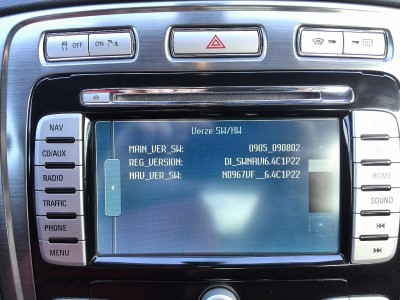 OFF
ON
Verze SW/HW
MAIN_VER_SW: 0905_090802
REG_VERSION: DI_SWNAVI6.4C1P22
NAV_VER_SW: NO967VF__6.4C1P22
NAV
CD/AUX
RADIO
TRAFFIC
PHONE
MENU
HOME
SOUND